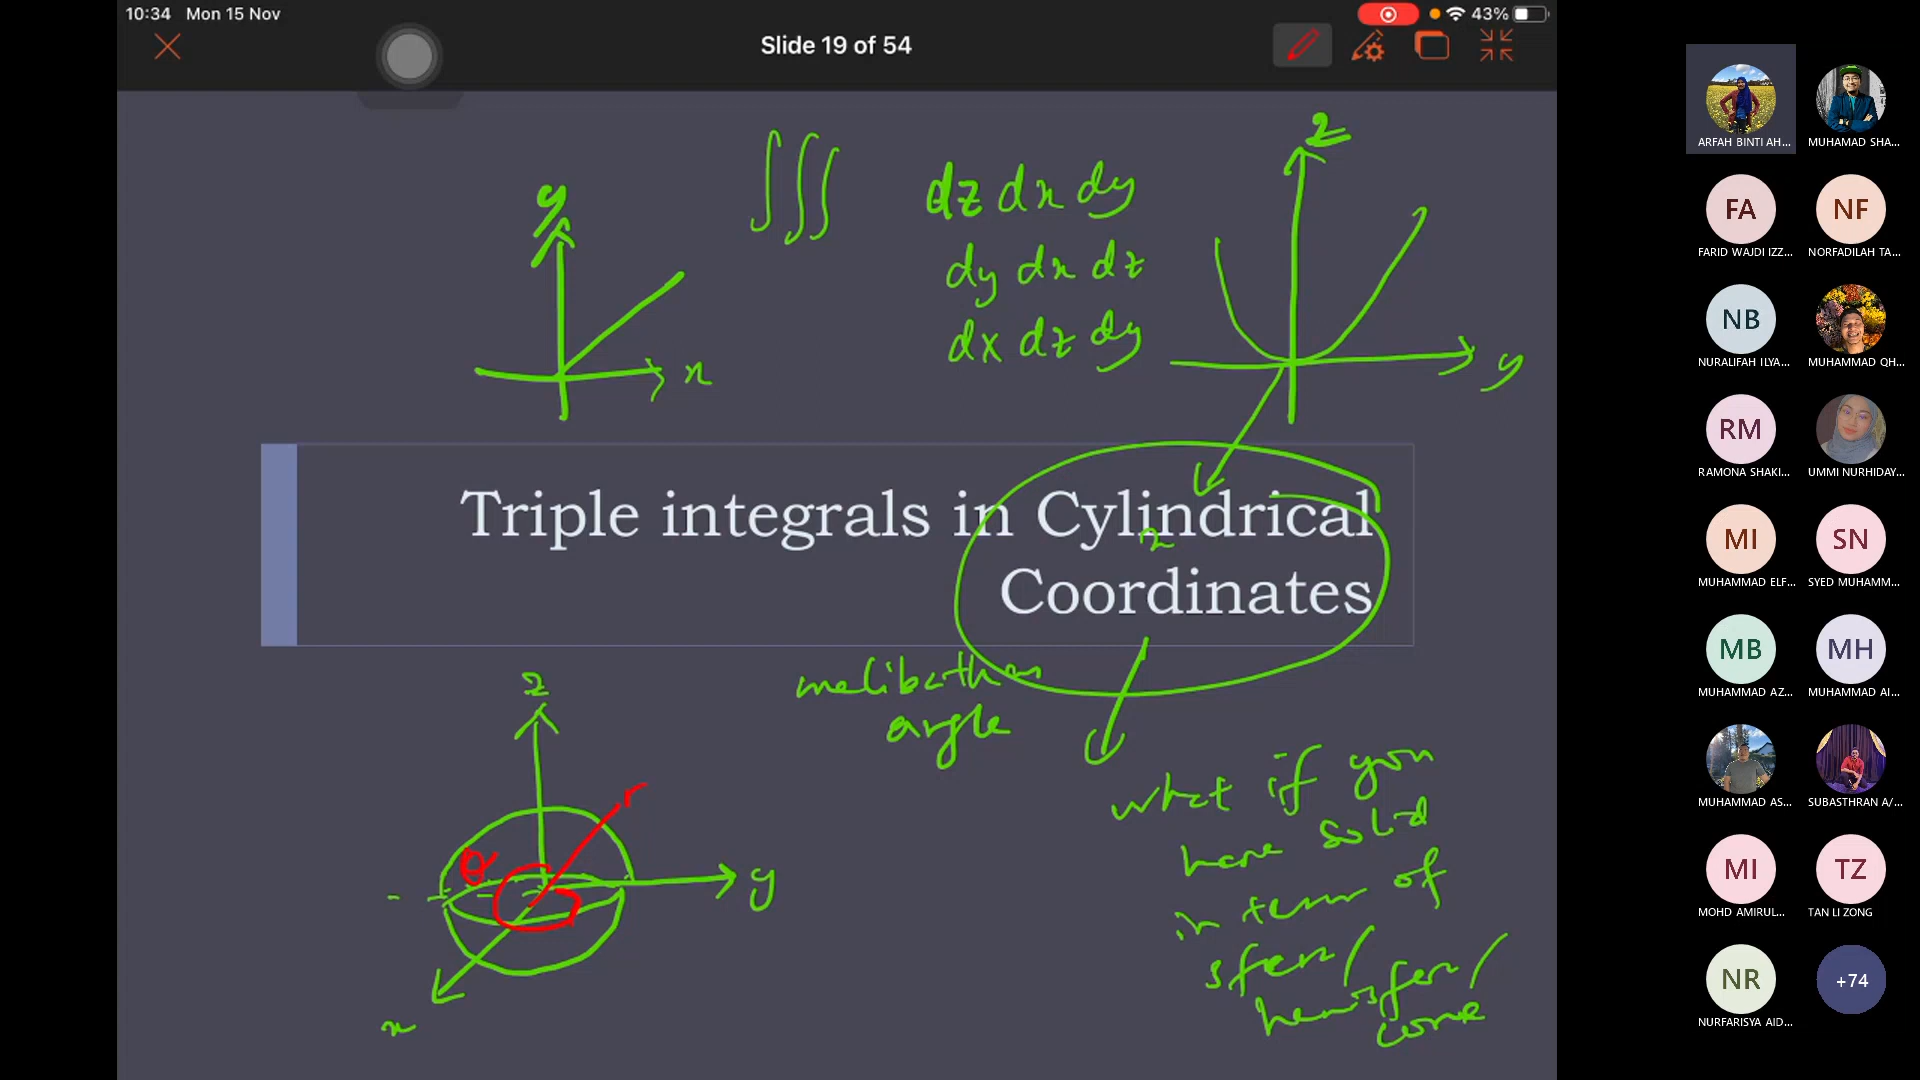 10:34 Mon 15 Nov
43%
Slide 19 of 54
y
x
∭
dz dx dy
dy dx dz
dx dz dy
z
y
x
Triple integrals in Cylindrical
Coordinates
melibatkan
angle
what if you
have solid
in term of
sfera/
hemisfera/
cone
z
r
θ
y
x
ARFAH BINTI AH...
MUHAMAD SHA...
FA
FARID WAJDI IZZ...
NF
NORFADILAH TA...
NB
NURALIFAH ILYA...
MUHAMMAD QH...
RM
RAMONA SHAKI...
UMMI NURHIDAY...
MI
MUHAMMAD ELF...
SN
SYED MUHAMM...
MB
MUHAMMAD AZ...
MH
MUHAMMAD AI...
MUHAMMAD AS...
SUBASTHRAN A/...
MI
MOHD AMIRUL...
TZ
TAN LI ZONG
NR
NURFARISYA AID...
+74